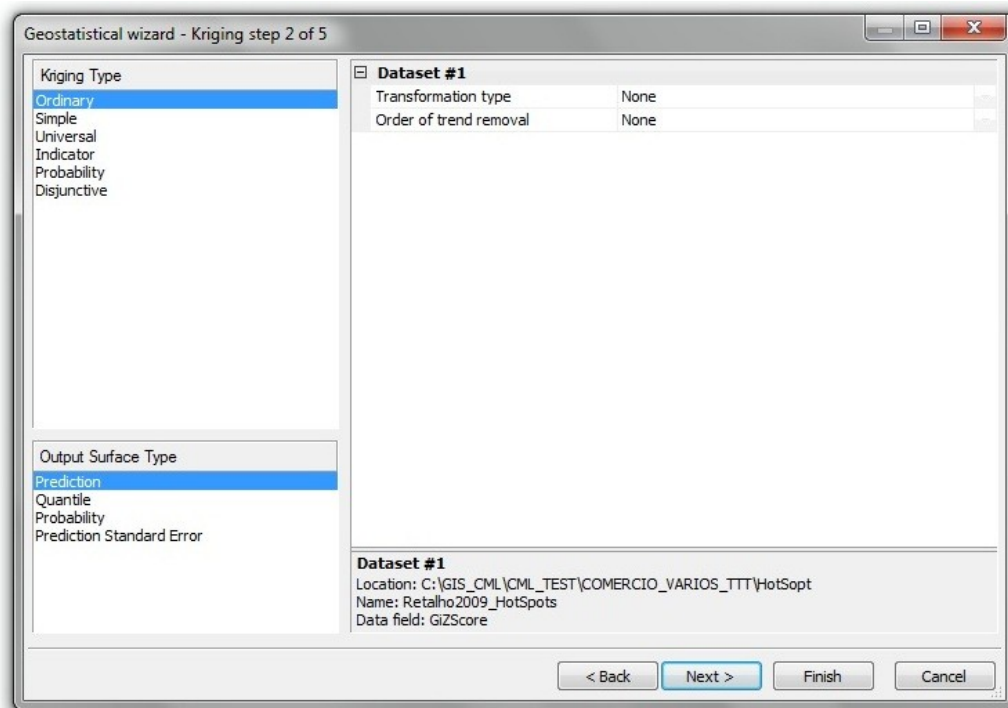 Geostatistical wizard - Kriging step 2 of 5
Kriging Type
Ordinary
Simple
Universal
Indicator
Probability
Disjunctive
Output Surface Type
Prediction
Quantile
Probability
Prediction Standard Error
Dataset #1
Transformation type None
Order of trend removal None
Dataset #1
Location: C:\GIS_CML\CML_TEST\COMERCIO_VARIOS_TTT\HotSopt
Name: Retalho2009_HotSpots
Data field: GiZScore
< Back Next > Finish Cancel